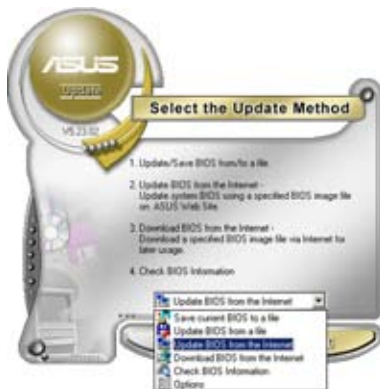 ASUS
Update
V5.23.02
Select the Update Method
1. Update/Save BIOS from/to a file
2. Update BIOS from the Internet -
Update system BIOS using a specified BIOS image file
on ASUS Web Site.
3. Download BIOS from the Internet -
Download a specified BIOS image file via Internet for
later usage.
4. Check BIOS Information
Update BIOS from the Internet
Save current BIOS to a file
Update BIOS from a file
Update BIOS from the Internet
Download BIOS from the Internet
Check BIOS Information
Options